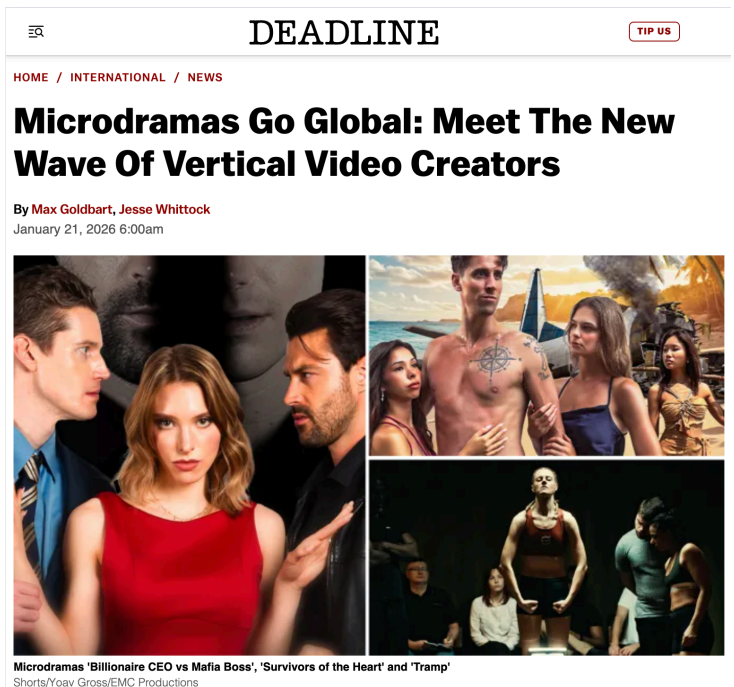 DEADLINE
TIP US
HOME / INTERNATIONAL / NEWS
Microdramas Go Global: Meet The New
Wave Of Vertical Video Creators
By Max Goldbart, Jesse Whittock
January 21, 2026 6:00am
Microdramas 'Billionaire CEO vs Mafia Boss', 'Survivors of the Heart' and 'Tramp'
Shorts/Yoav Gross/EMC Productions